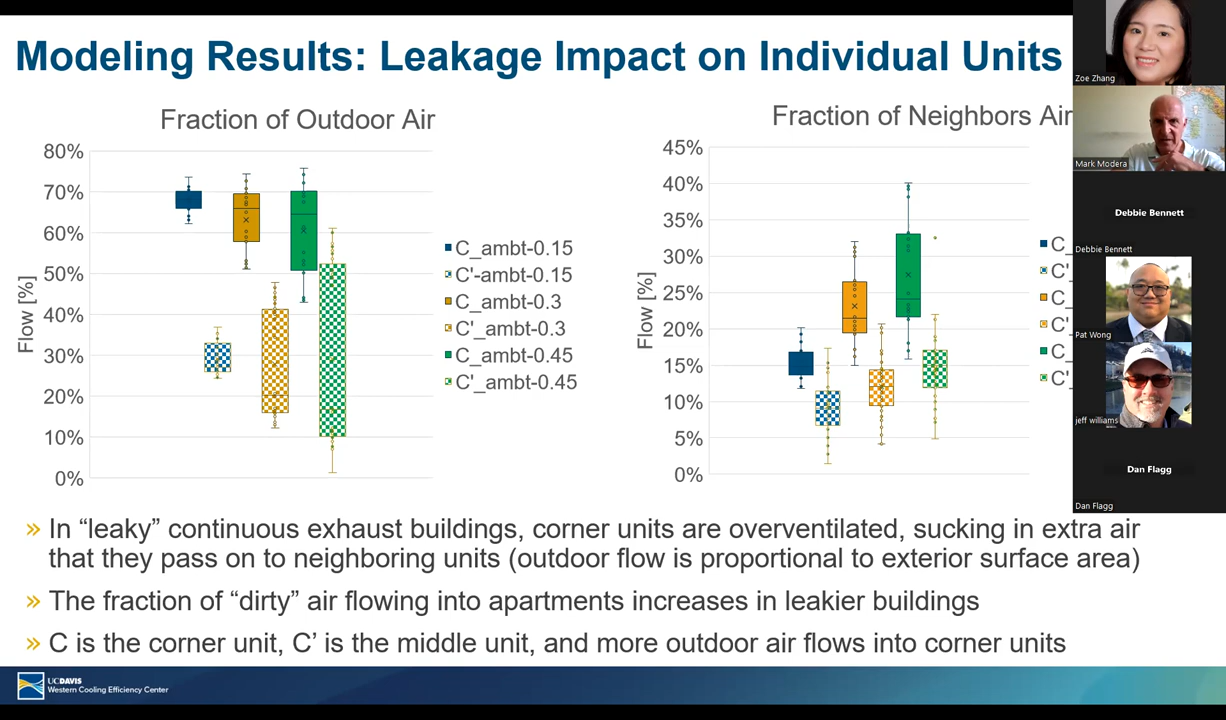 Modeling Results: Leakage Impact on Individual Units
Zoe Zhang
Mark Modera
Debbie Bennett
Debbie Bennett
Pat Wong
jeff williams
Dan Flagg
Dan Flagg
Fraction of Outdoor Air
80%
70%
60%
50%
40%
30%
20%
10%
0%
Flow [%]
C_ambt-0.15
C'-ambt-0.15
C_ambt-0.3
C'_ambt-0.3
C_ambt-0.45
C'_ambt-0.45
Fraction of Neighbors Air
45%
40%
35%
30%
25%
20%
15%
10%
5%
0%
Flow [%]
C_
C'
C_
C'
C_
C'_
» In “leaky” continuous exhaust buildings, corner units are overventilated, sucking in extra air
that they pass on to neighboring units (outdoor flow is proportional to exterior surface area)
» The fraction of “dirty” air flowing into apartments increases in leakier buildings
» C is the corner unit, C’ is the middle unit, and more outdoor air flows into corner units
UCDAVIS
Western Cooling Efficiency Center